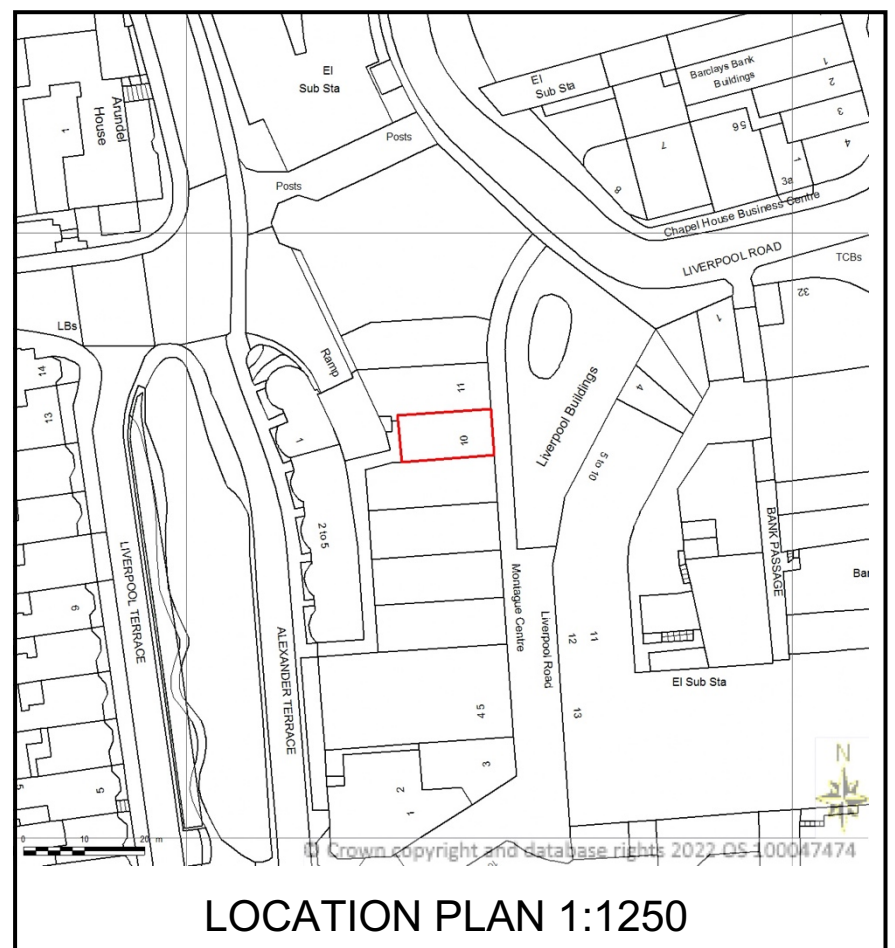 El
Sub Sta
El
Sub Sta
Barclays Bank
Buildings
1
2
3
4
1
3a
56
7
8
Arundel
House
1
Posts
Posts
Chapel House Business Centre
LIVERPOOL ROAD
TCBs
32
LBs
14
13
Ramp
11
10
1
2 to 5
Liverpool Buildings
1
4
5 to 10
LIVERPOOL TERRACE
ALEXANDER TERRACE
Montague Centre
Liverpool Road
BANK PASSAGE
Bar
11
12
13
El Sub Sta
9
5
5
4 5
3
2
1
N
0 10 20 m
© Crown copyright and database rights 2022 OS 100047474
LOCATION PLAN 1:1250